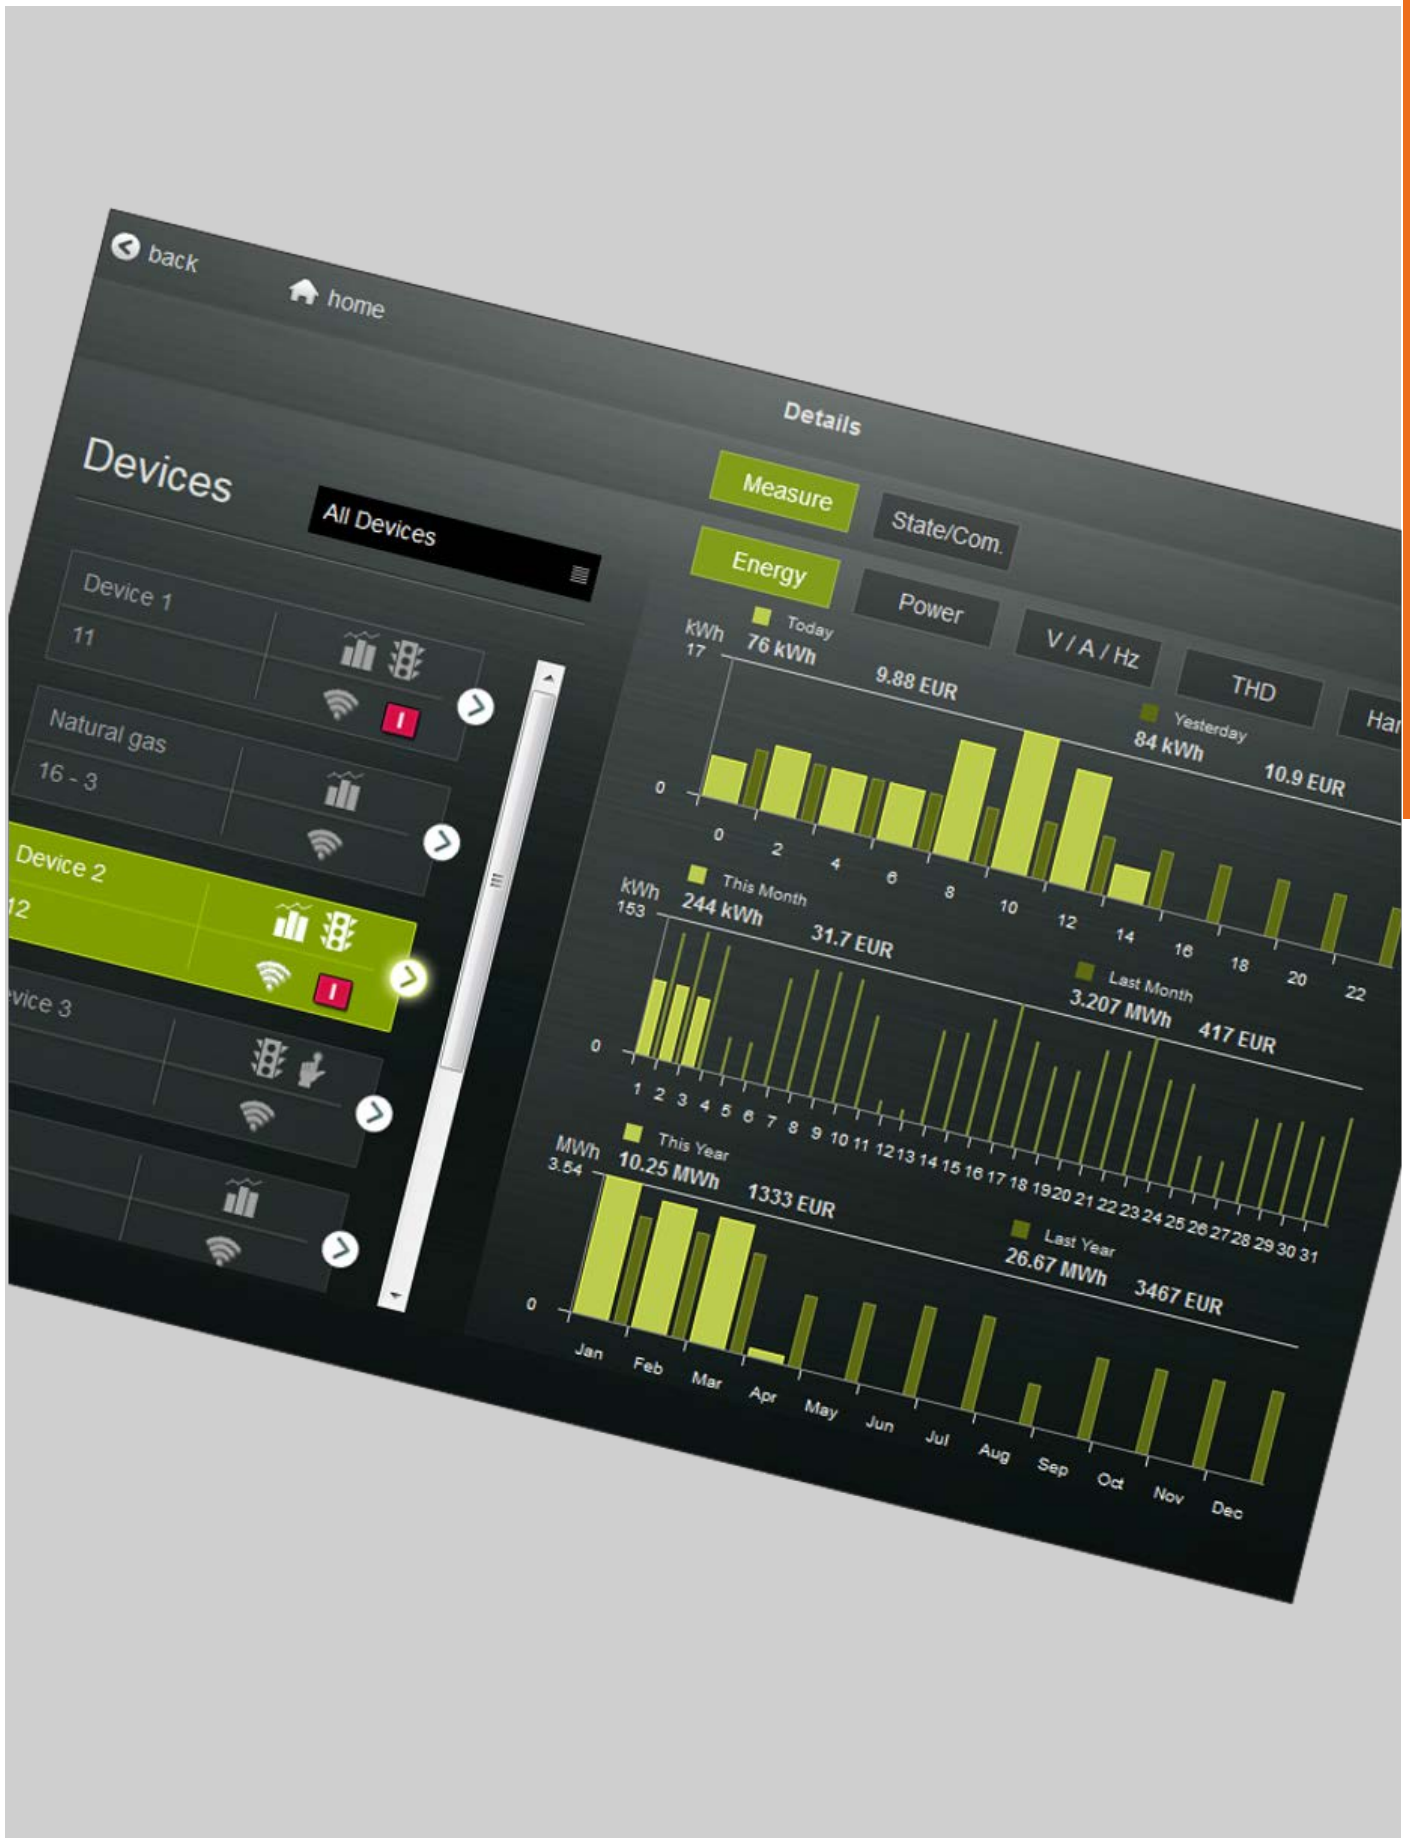 back
home
Details
Devices
All Devices
Measure
State/Com.
Energy
Power
V / A / Hz
THD
Device 1
11
Natural gas
16 - 3
Device 2
12
vice 3
kWh
17
0
Today
76 kWh 9.88 EUR
Yesterday
84 kWh 10.9 EUR
0 2 4 6 8 10 12 14 16 18 20 22
kWh
153
0
This Month
244 kWh 31.7 EUR
Last Month
3.207 MWh 417 EUR
1 2 3 4 5 6 7 8 9 10 11 12 13 14 15 16 17 18 19 20 21 22 23 24 25 26 27 28 29 30 31
MWh
3.54
0
This Year
10.25 MWh 1333 EUR
Last Year
26.67 MWh 3467 EUR
Jan Feb Mar Apr May Jun Jul Aug Sep Oct Nov Dec